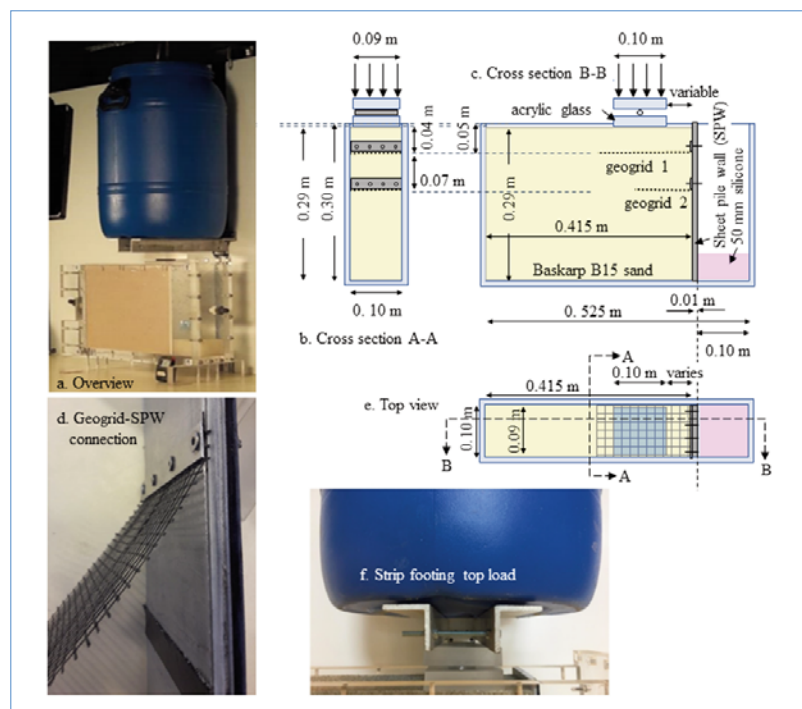 0.09 m
0.10 m
c. Cross section B-B
variable
acrylic glass
0.04 m
0.05 m
geogrid 1
0.07 m
geogrid 2
0.29 m
0.30 m
0.29 m
0.415 m
Sheet pile wall (SPW)
50 mm silicone
Baskarp B15 sand
0.10 m
0.01 m
b. Cross section A-A
0.525 m
0.10 m
a. Overview
A
0.10 m
varies
0.415 m
e. Top view
d. Geogrid-SPW
connection
0.10 m
0.09 m
B
B
A
f. Strip footing top load